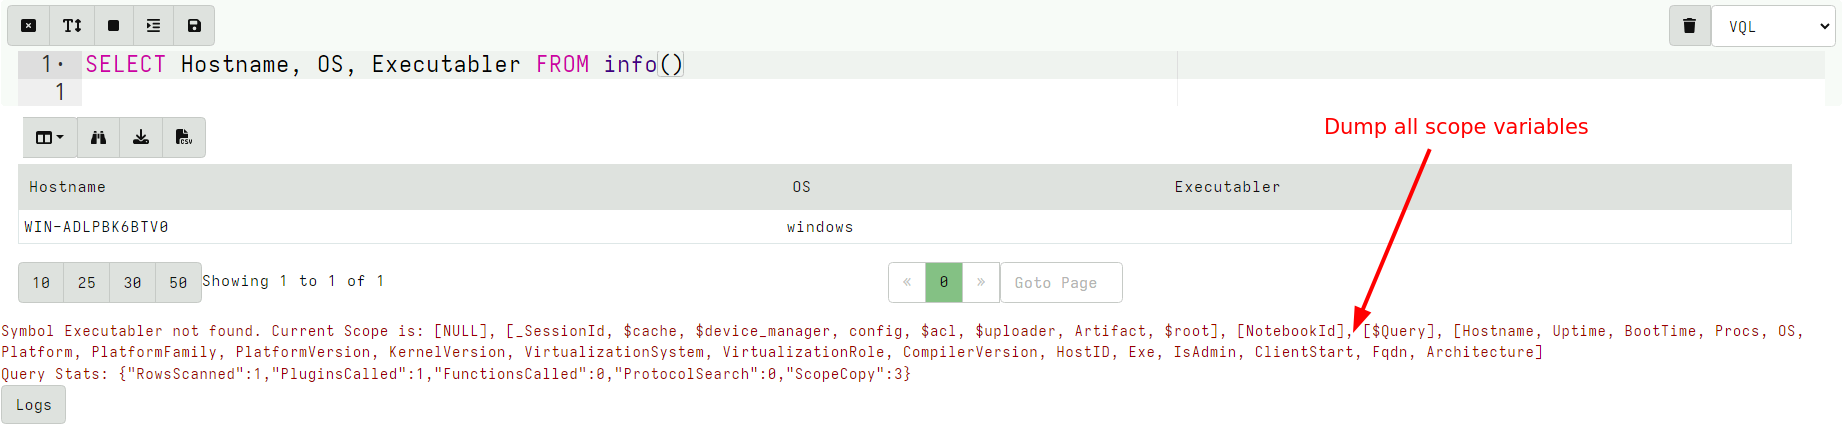 VQL
1· SELECT Hostname, OS, Executabler FROM info()
1
Dump all scope variables
Hostname OS Executabler
WIN-ADLPBK6BTV0 windows
10 25 30 50 Showing 1 to 1 of 1 « 0 » Goto Page
Symbol Executabler not found. Current Scope is: [NULL], [_SessionId, $cache, $device_manager, config, $acl, $uploader, Artifact, $root], [NotebookId], [$Query], [Hostname, Uptime, BootTime, Procs, OS,
Platform, PlatformFamily, PlatformVersion, KernelVersion, VirtualizationSystem, VirtualizationRole, CompilerVersion, HostID, Exe, IsAdmin, ClientStart, Fqdn, Architecture]
Query Stats: {"RowsScanned":1,"PluginsCalled":1,"FunctionsCalled":0,"ProtocolSearch":0,"ScopeCopy":3}
Logs